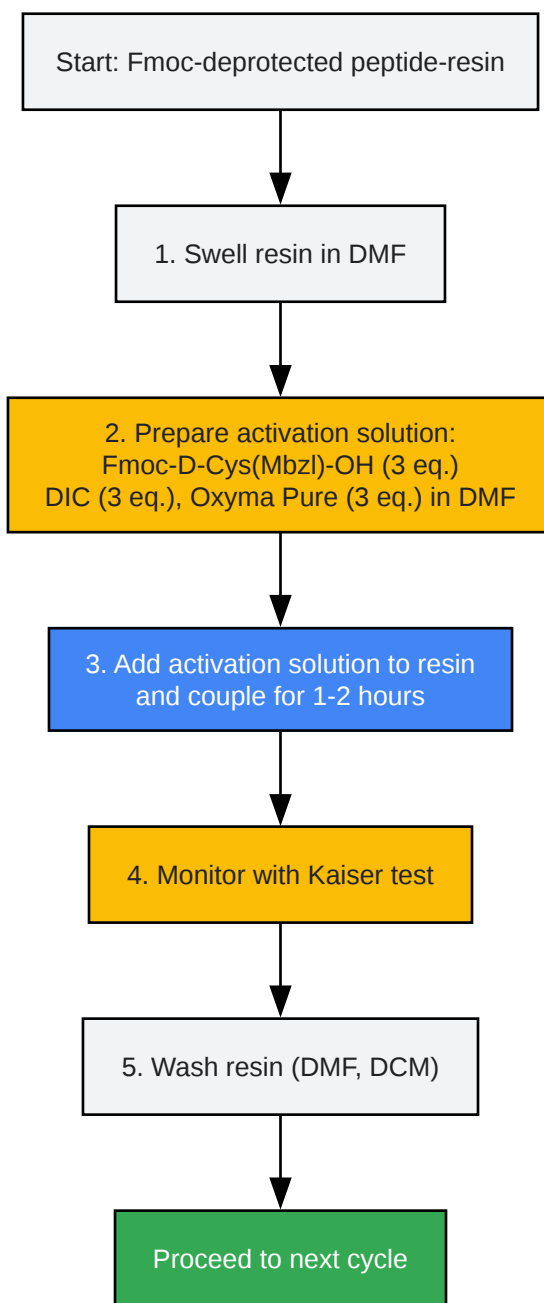 Start: Fmoc-deprotected peptide-resin
1. Swell resin in DMF
2. Prepare activation solution:
Fmoc-D-Cys(Mbzl)-OH (3 eq.)
DIC (3 eq.), Oxyma Pure (3 eq.) in DMF
3. Add activation solution to resin
and couple for 1-2 hours
4. Monitor with Kaiser test
5. Wash resin (DMF, DCM)
Proceed to next cycle